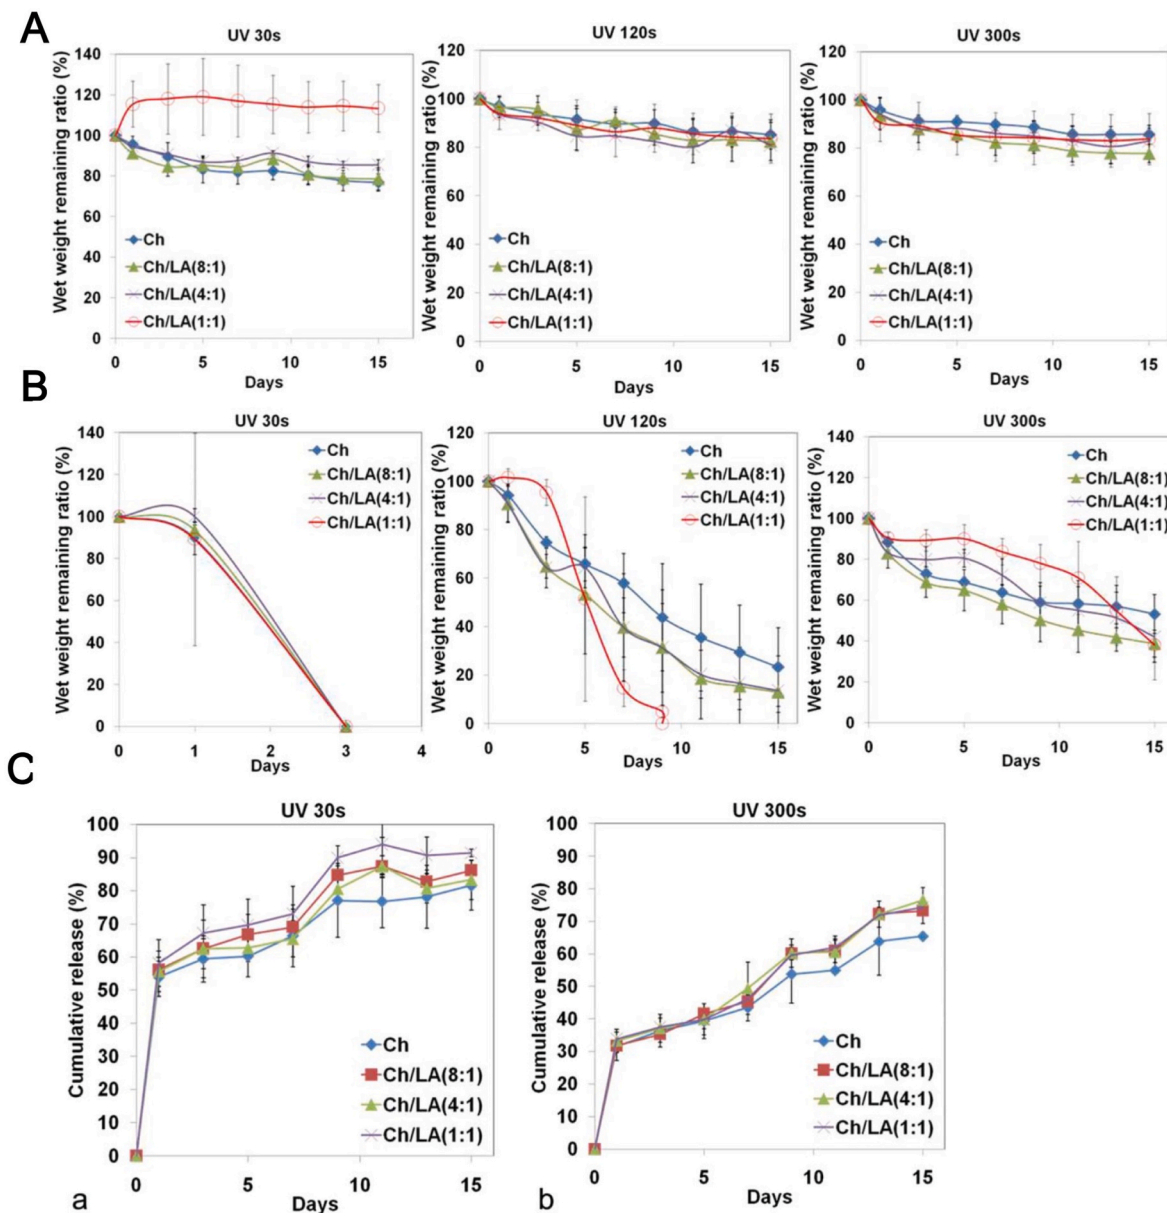 A
UV 30s
Wet weight remaining ratio (%)
140
120
100
80
60
40
20
0
Ch
Ch/LA(8:1)
Ch/LA(4:1)
Ch/LA(1:1)
0 5 10 15
Days
UV 120s
Wet weight remaining ratio (%)
120
100
80
60
40
20
0
Ch
Ch/LA(8:1)
Ch/LA(4:1)
Ch/LA(1:1)
0 5 10 15
Days
UV 300s
Wet weight remaining ratio (%)
120
100
80
60
40
20
0
Ch
Ch/LA(8:1)
Ch/LA(4:1)
Ch/LA(1:1)
0 5 10 15
Days
B
UV 30s
Wet weight remaining ratio (%)
140
120
100
80
60
40
20
0
Ch
Ch/LA(8:1)
Ch/LA(4:1)
Ch/LA(1:1)
0 1 2 3 4
Days
UV 120s
Wet weight remaining ratio (%)
120
100
80
60
40
20
0
Ch
Ch/LA(8:1)
Ch/LA(4:1)
Ch/LA(1:1)
0 5 10 15
Days
UV 300s
Wet weight remaining ratio (%)
140
120
100
80
60
40
20
0
Ch
Ch/LA(8:1)
Ch/LA(4:1)
Ch/LA(1:1)
0 5 10 15
Days
C
UV 30s
Cumulative release (%)
100
90
80
70
60
50
40
30
20
10
0
Ch
Ch/LA(8:1)
Ch/LA(4:1)
Ch/LA(1:1)
0 5 10 15
Days
a
UV 300s
Cumulative release (%)
100
90
80
70
60
50
40
30
20
10
0
Ch
Ch/LA(8:1)
Ch/LA(4:1)
Ch/LA(1:1)
0 5 10 15
Days
b